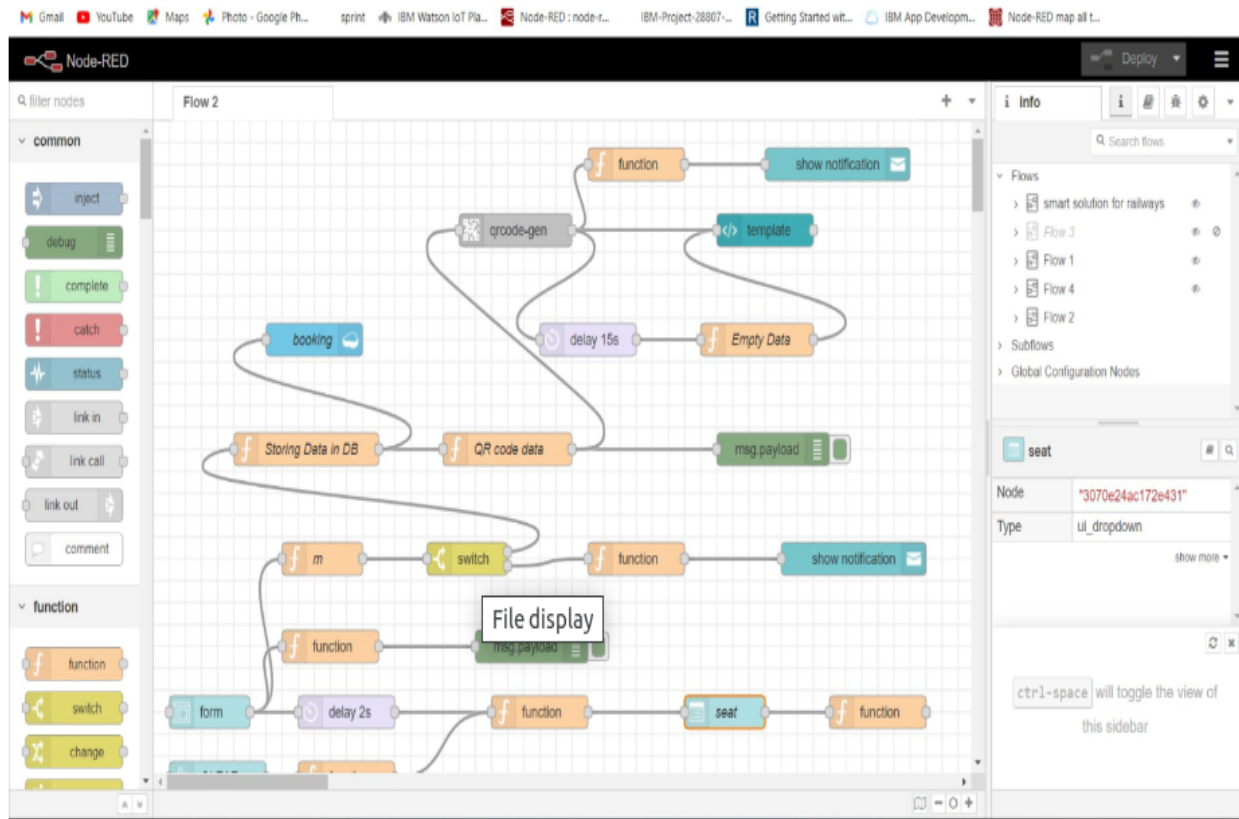 Gmail YouTube Maps Photo - Google Ph... sprint IBM Watson IoT Pla... Node-RED : node-r... IBM-Project-28807-... Getting Started wit... IBM App Developm... Node-RED map all t...
Node-RED Deploy
filter nodes
Flow 2
i Info
common
inject
debug
complete
catch
status
link in
link call
link out
comment
function
function
switch
change
function show notification
qrcode-gen template
booking delay 15s Empty Data
Storing Data in DB QR code data msg.payload
m switch function show notification
File display
function msg.payload
form delay 2s function seat function
Search flows
Flows
smart solution for railways
Flow 3
Flow 1
Flow 4
Flow 2
Subflows
Global Configuration Nodes
seat
Node "3070e24ac172e431"
Type ui_dropdown
show more
ctrl-space will toggle the view of
this sidebar